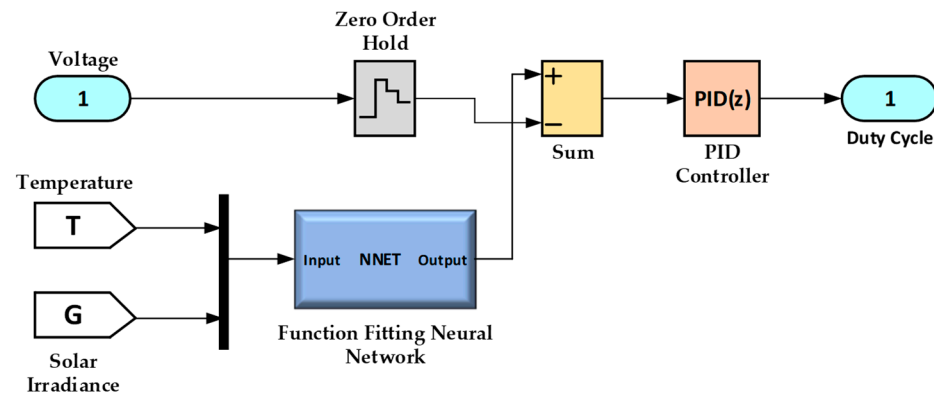 Zero Order
Hold
Voltage
1
+
−
PID(z)
1
Sum
PID
Controller
Duty Cycle
Temperature
T
Input NNET Output
G
Function Fitting Neural
Network
Solar
Irradiance